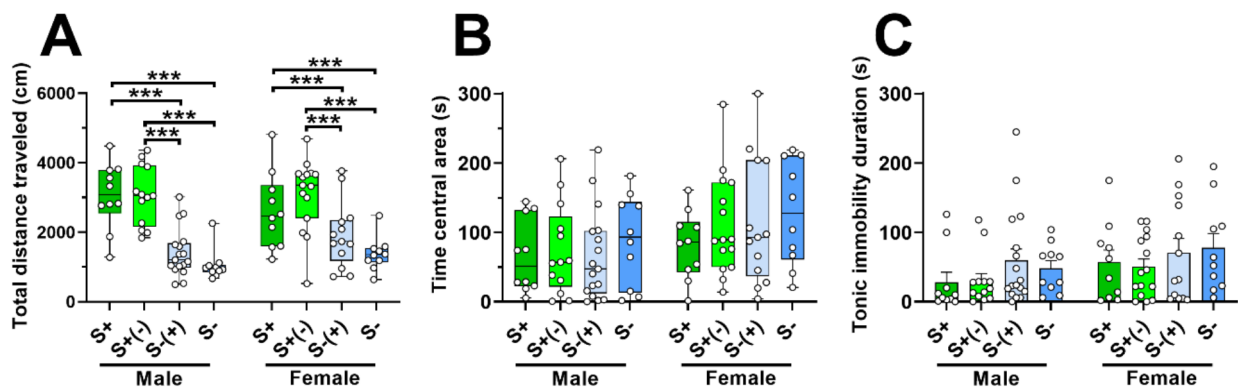 A
Total distance traveled (cm)
6000
4000
2000
0
***
***
***
***
***
***
***
***
S+
S+(-)
S-(+)
S-
S+
S+(-)
S-(+)
S-
Male
Female
B
Time central area (s)
300
200
100
0
S+
S+(-)
S-(+)
S-
S+
S+(-)
S-(+)
S-
Male
Female
C
Tonic immobility duration (s)
300
200
100
0
S+
S+(-)
S-(+)
S-
S+
S+(-)
S-(+)
S-
Male
Female